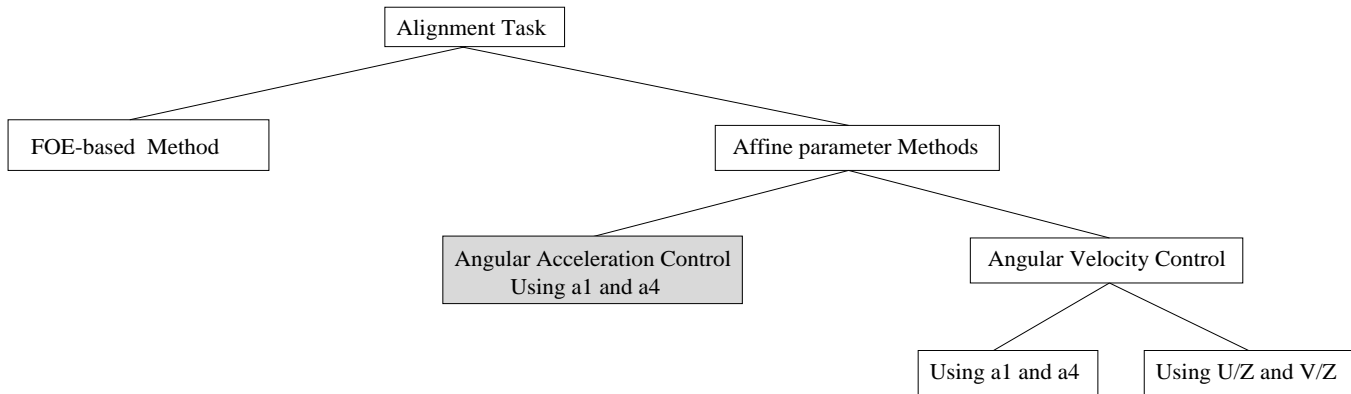 Alignment Task
FOE-based Method
Affine parameter Methods
Angular Acceleration Control
Using a1 and a4
Angular Velocity Control
Using a1 and a4
Using U/Z and V/Z